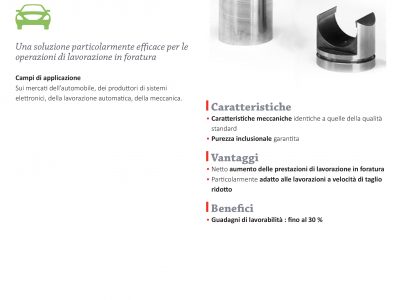 Una soluzione particolarmente efficace per le
operazioni di lavorazione in foratura
Campi di applicazione
Sui mercati dell'automobile, dei produttori di sistemi
elettronici, della lavorazione automatica, della meccanica.
Caratteristiche
• Caratteristiche meccaniche identiche a quelle della qualità
standard
• Purezza inclusionale garantita
Vantaggi
• Netto aumento delle prestazioni di lavorazione in foratura
• Particolarmente adatto alle lavorazioni a velocità di taglio
ridotto
Benefici
• Guadagni di lavorabilità : fino al 30 %